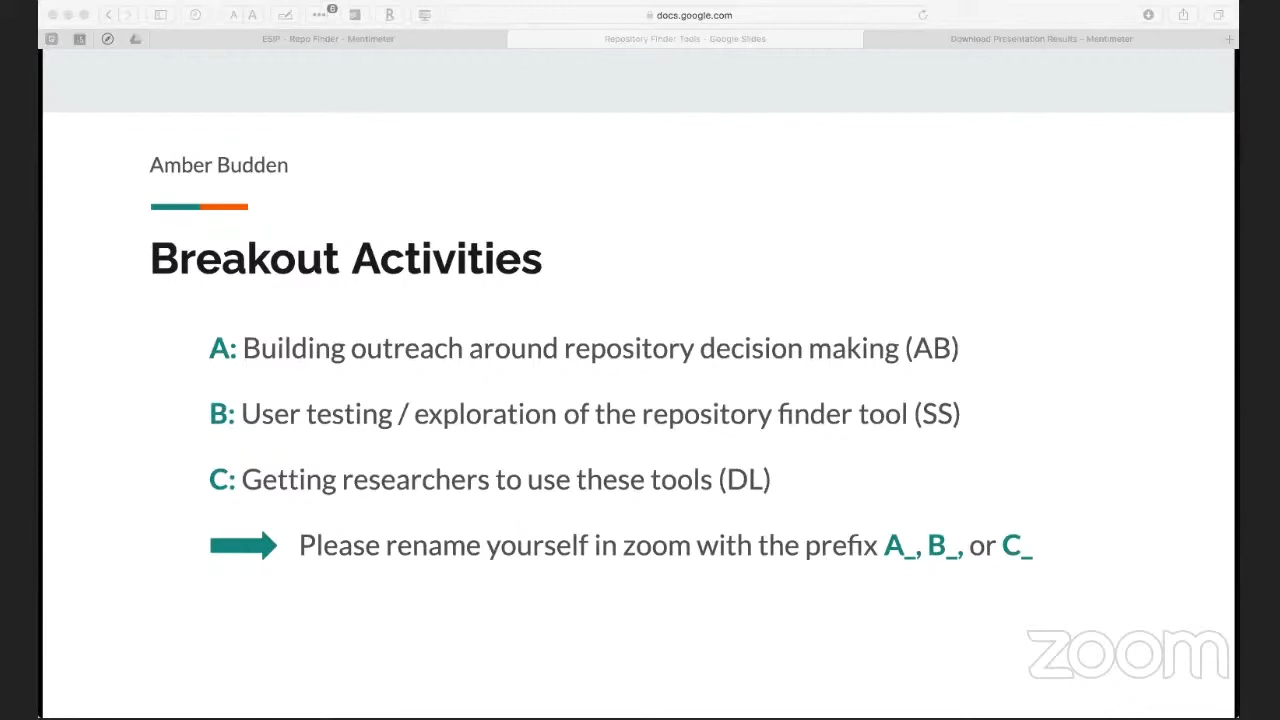 6
A A
docs.google.com
ESIP - Repo Finder - Mentimeter
Repository Finder Tools - Google Slides
Download Presentation Results – Mentimeter
Amber Budden
Breakout Activities
A: Building outreach around repository decision making (AB)
B: User testing / exploration of the repository finder tool (SS)
C: Getting researchers to use these tools (DL)
Please rename yourself in zoom with the prefix A_, B_, or C_
zoom